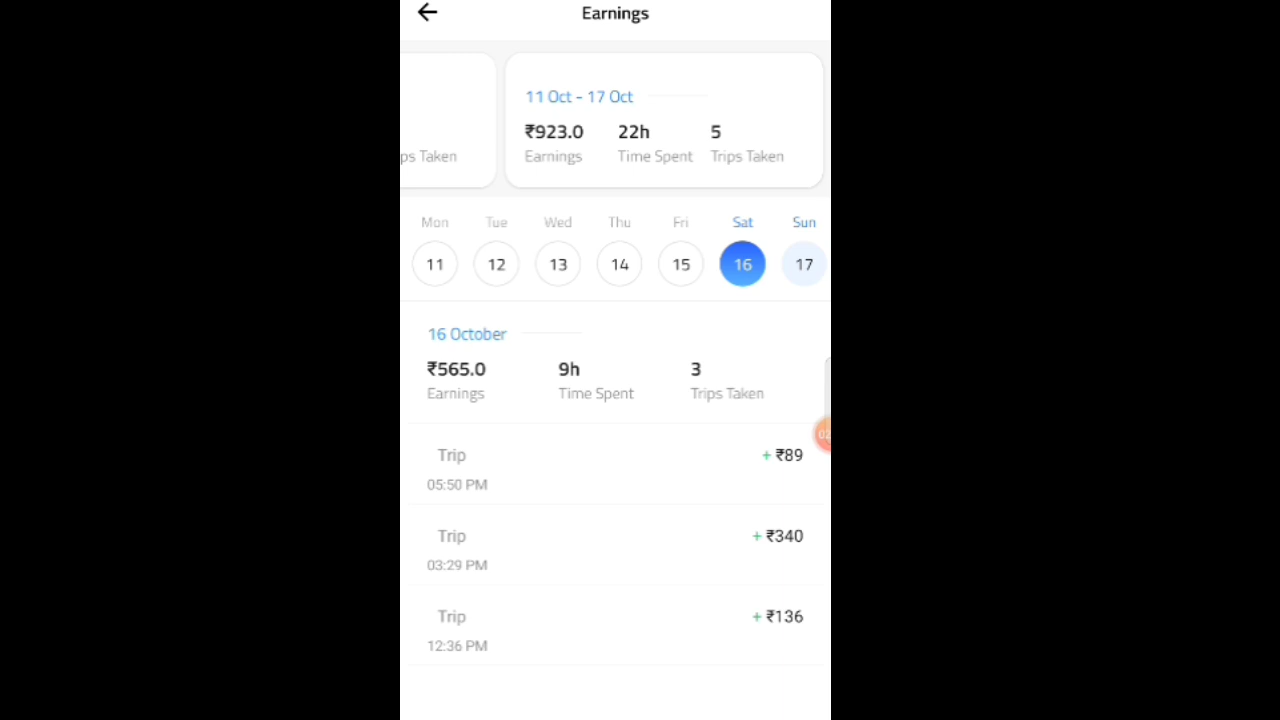 Earnings
11 Oct - 17 Oct
₹923.0 22h 5
ps Taken Earnings Time Spent Trips Taken
Mon Tue Wed Thu Fri Sat Sun
11 12 13 14 15 16 17
16 October
₹565.0 9h 3
Earnings Time Spent Trips Taken
Trip + ₹89
05:50 PM
Trip + ₹340
03:29 PM
Trip + ₹136
12:36 PM